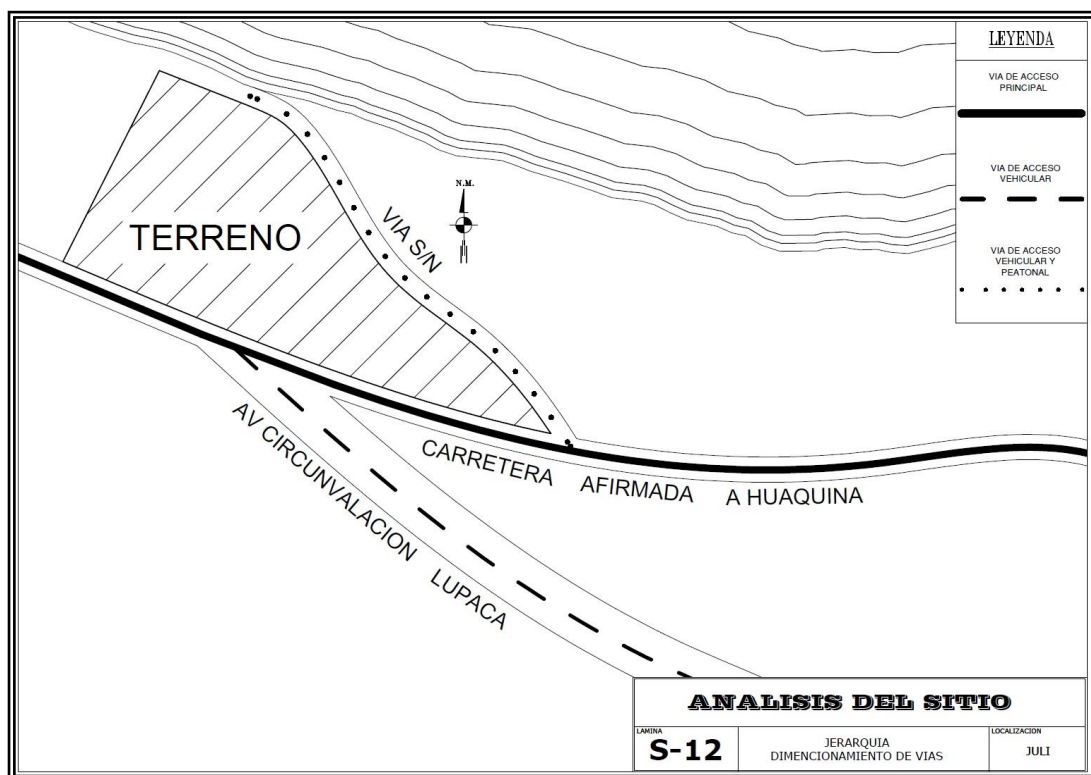 LEYENDA
VIA DE ACCESO
PRINCIPAL
VIA DE ACCESO
VEHICULAR
VIA DE ACCESO
VEHICULAR Y
PEATONAL
N.M.
TERRENO
VIA S/N
CARRETERA AFIRMADA A HUAQUINA
AV CIRCUNVALACION LUPACA
ANALISIS DEL SITIO
LAMINA
S-12
JERARQUIA
DIMENCIONAMIENTO DE VIAS
LOCALIZACION
JULI